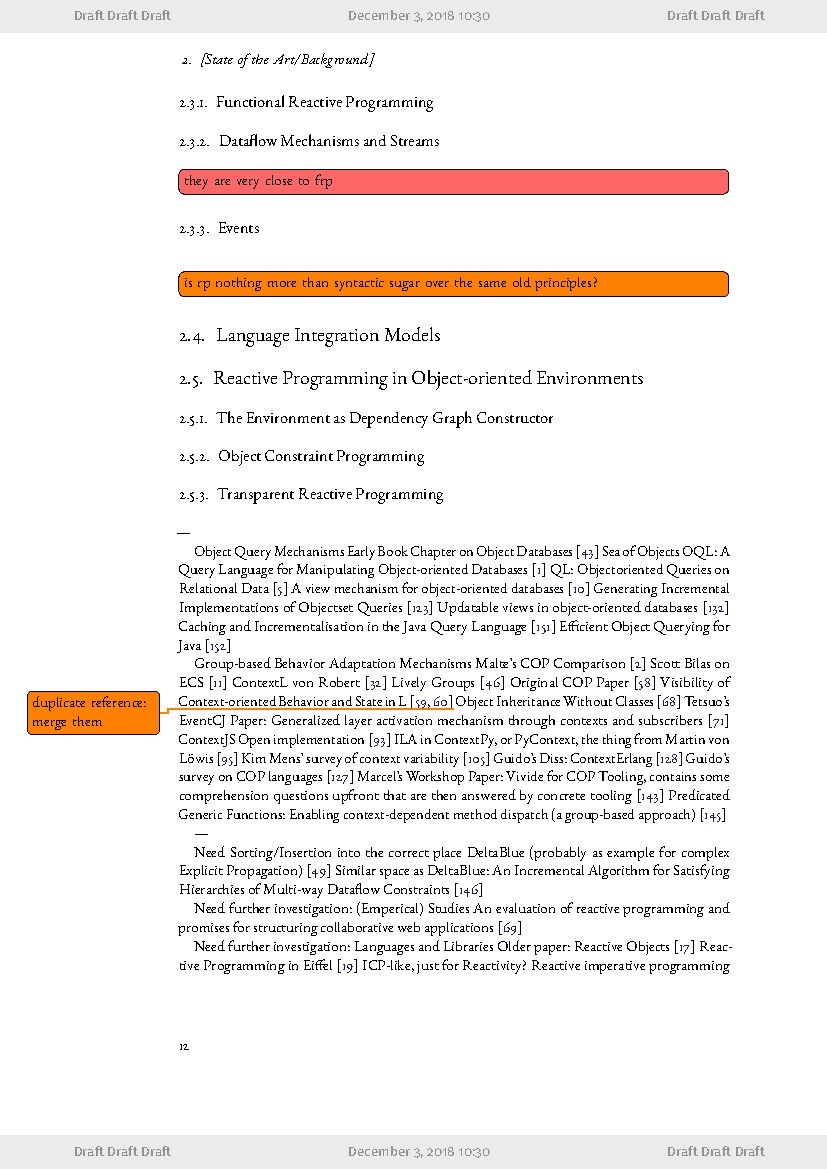 Draft Draft Draft December 3, 2018 10:30 Draft Draft Draft
2. [State of the Art/Background]
2.3.1. Functional Reactive Programming
2.3.2. Dataflow Mechanisms and Streams
they are very close to frp
2.3.3. Events
is rp nothing more than syntactic sugar over the same old principles?
2.4. Language Integration Models
2.5. Reactive Programming in Object-oriented Environments
2.5.1. The Environment as Dependency Graph Constructor
2.5.2. Object Constraint Programming
2.5.3. Transparent Reactive Programming
—
Object Query Mechanisms Early Book Chapter on Object Databases [43] Sea of Objects OQL: A
Query Language for Manipulating Object-oriented Databases [1] QL: Objectoriented Queries on
Relational Data [5] A view mechanism for object-oriented databases [10] Generating Incremental
Implementations of Objectset Queries [123] Updatable views in object-oriented databases [132]
Caching and Incrementalisation in the Java Query Language [151] Efficient Object Querying for
Java [152]
Group-based Behavior Adaptation Mechanisms Malte's COP Comparison [2] Scott Bilas on
ECS [11] ContextL von Robert [32] Lively Groups [46] Original COP Paper [58] Visibility of
duplicate reference:
merge them
Context-oriented Behavior and State in L [59, 60] Object Inheritance Without Classes [68] Tetsuo's
EventCJ Paper: Generalized layer activation mechanism through contexts and subscribers [71]
ContextJS Open implementation [93] ILA in ContextPy, or PyContext, the thing from Martin von
Löwis [95] Kim Mens' survey of context variability [105] Guido's Diss: ContextErlang [128] Guido's
survey on COP languages [127] Marcel's Workshop Paper: Vivide for COP Tooling, contains some
comprehension questions upfront that are then answered by concrete tooling [143] Predicated
Generic Functions: Enabling context-dependent method dispatch (a group-based approach) [145]
—
Need Sorting/Insertion into the correct place DeltaBlue (probably as example for complex
Explicit Propagation) [49] Similar space as DeltaBlue: An Incremental Algorithm for Satisfying
Hierarchies of Multi-way Dataflow Constraints [146]
Need further investigation: (Emperical) Studies An evaluation of reactive programming and
promises for structuring collaborative web applications [69]
Need further investigation: Languages and Libraries Older paper: Reactive Objects [17] Reac-
tive Programming in Eiffel [19] ICP-like, just for Reactivity? Reactive imperative programming
12
Draft Draft Draft December 3, 2018 10:30 Draft Draft Draft